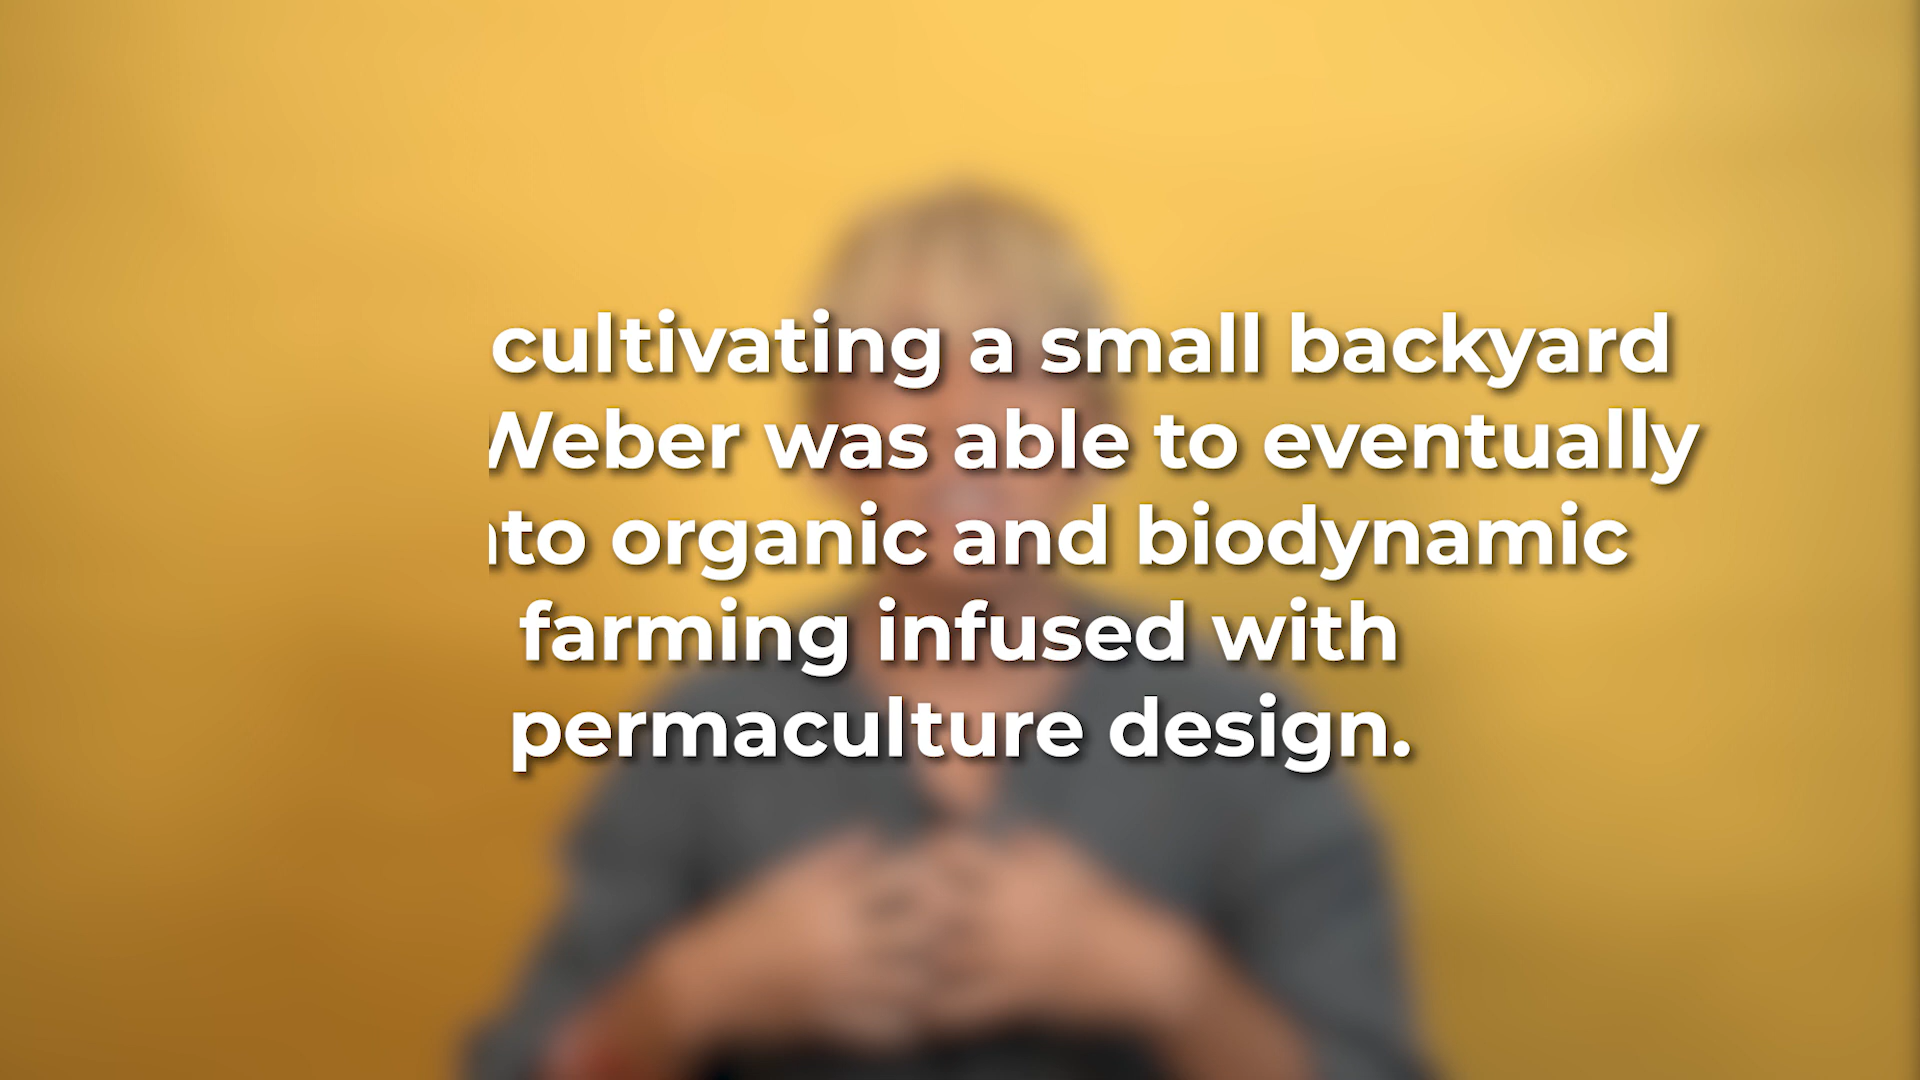 cultivating a small backyard
Weber was able to eventually
organic and biodynamic
farming infused with
permaculture design.